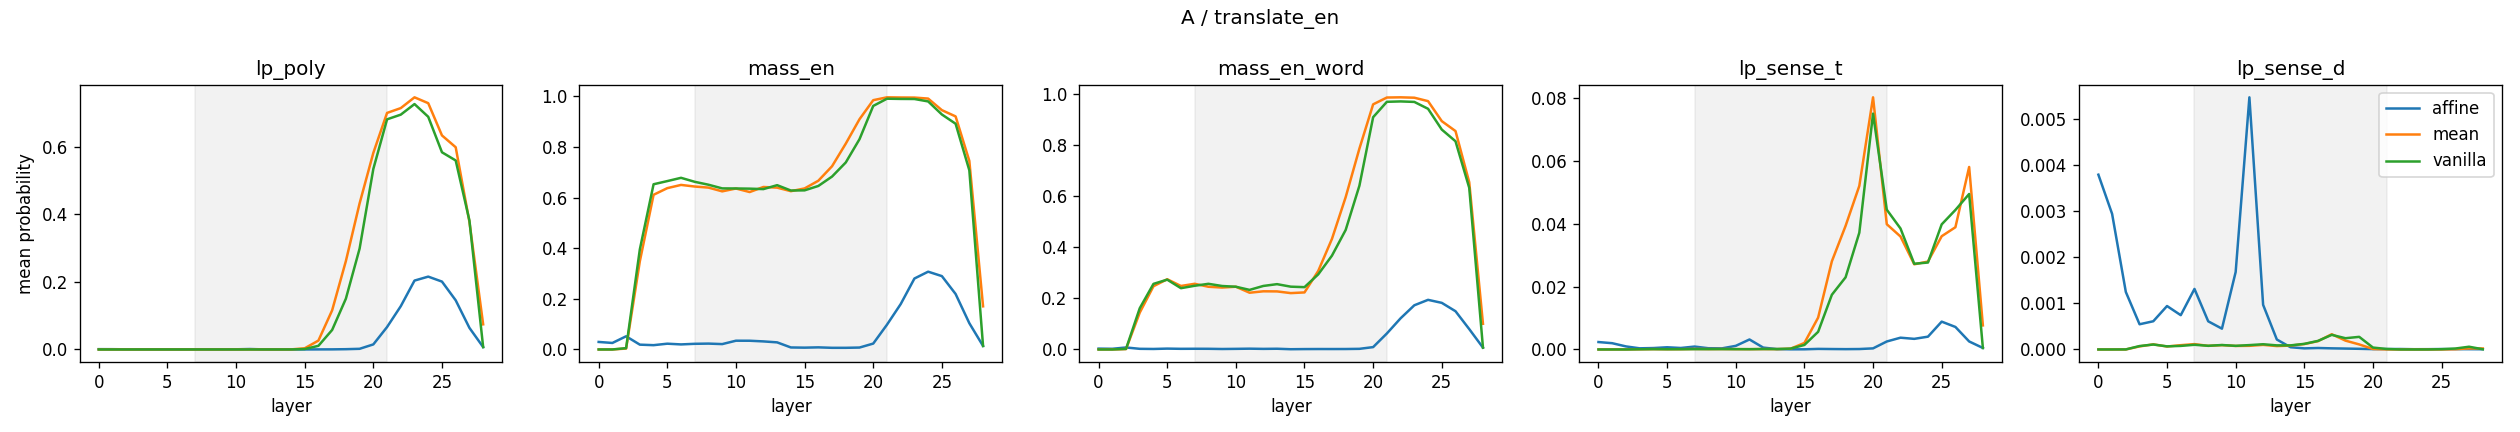 A / translate_en
lp_poly
mass_en
mass_en_word
lp_sense_t
lp_sense_d
mean probability
0.6
0.4
0.2
0.0
0 5 10 15 20 25
layer
1.0
0.8
0.6
0.4
0.2
0.0
0 5 10 15 20 25
layer
1.0
0.8
0.6
0.4
0.2
0.0
0 5 10 15 20 25
layer
0.08
0.06
0.04
0.02
0.00
0 5 10 15 20 25
layer
0.005
0.004
0.003
0.002
0.001
0.000
0 5 10 15 20 25
layer
affine
mean
vanilla